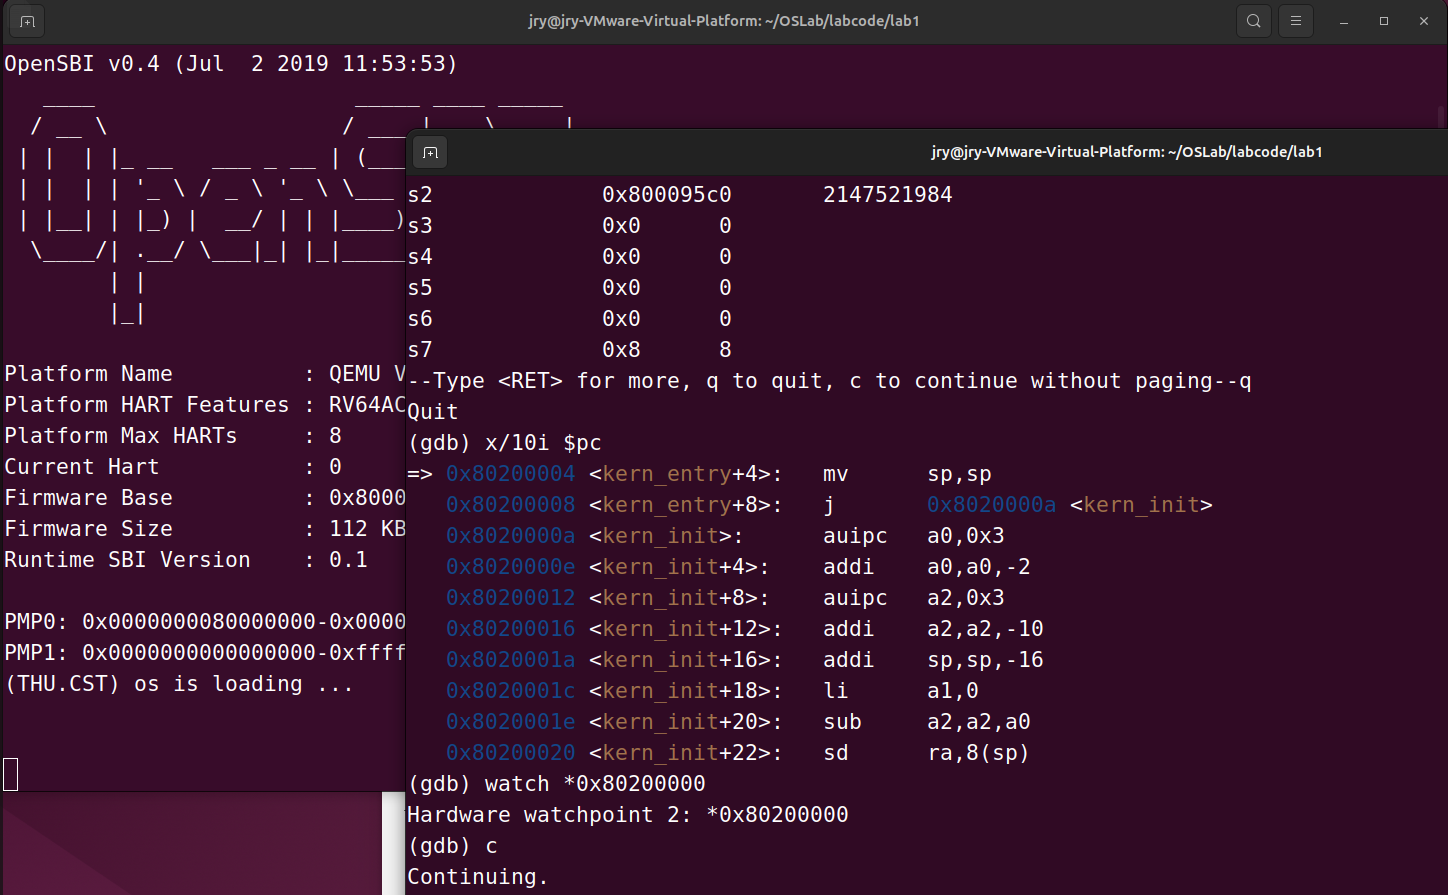 jry@jry-VMware-Virtual-Platform: ~/OSLab/labcode/lab1
OpenSBI v0.4 (Jul  2 2019 11:53:53)
Platform Name          : QEMU V
Platform HART Features : RV64AC
Platform Max HARTs     : 8
Current Hart           : 0
Firmware Base          : 0x8000
Firmware Size          : 112 KB
Runtime SBI Version    : 0.1
PMP0: 0x0000000080000000-0x0000
PMP1: 0x0000000000000000-0xffff
(THU.CST) os is loading ...
jry@jry-VMware-Virtual-Platform: ~/OSLab/labcode/lab1
s2             0x800095c0       2147521984
s3             0x0      0
s4             0x0      0
s5             0x0      0
s6             0x0      0
s7             0x8      8
--Type <RET> for more, q to quit, c to continue without paging--q
Quit
(gdb) x/10i $pc
=> 0x80200004 <kern_entry+4>:   mv      sp,sp
   0x80200008 <kern_entry+8>:   j       0x8020000a <kern_init>
   0x8020000a <kern_init>:      auipc   a0,0x3
   0x8020000e <kern_init+4>:    addi    a0,a0,-2
   0x80200012 <kern_init+8>:    auipc   a2,0x3
   0x80200016 <kern_init+12>:   addi    a2,a2,-10
   0x8020001a <kern_init+16>:   addi    sp,sp,-16
   0x8020001c <kern_init+18>:   li      a1,0
   0x8020001e <kern_init+20>:   sub     a2,a2,a0
   0x80200020 <kern_init+22>:   sd      ra,8(sp)
(gdb) watch *0x80200000
Hardware watchpoint 2: *0x80200000
(gdb) c
Continuing.